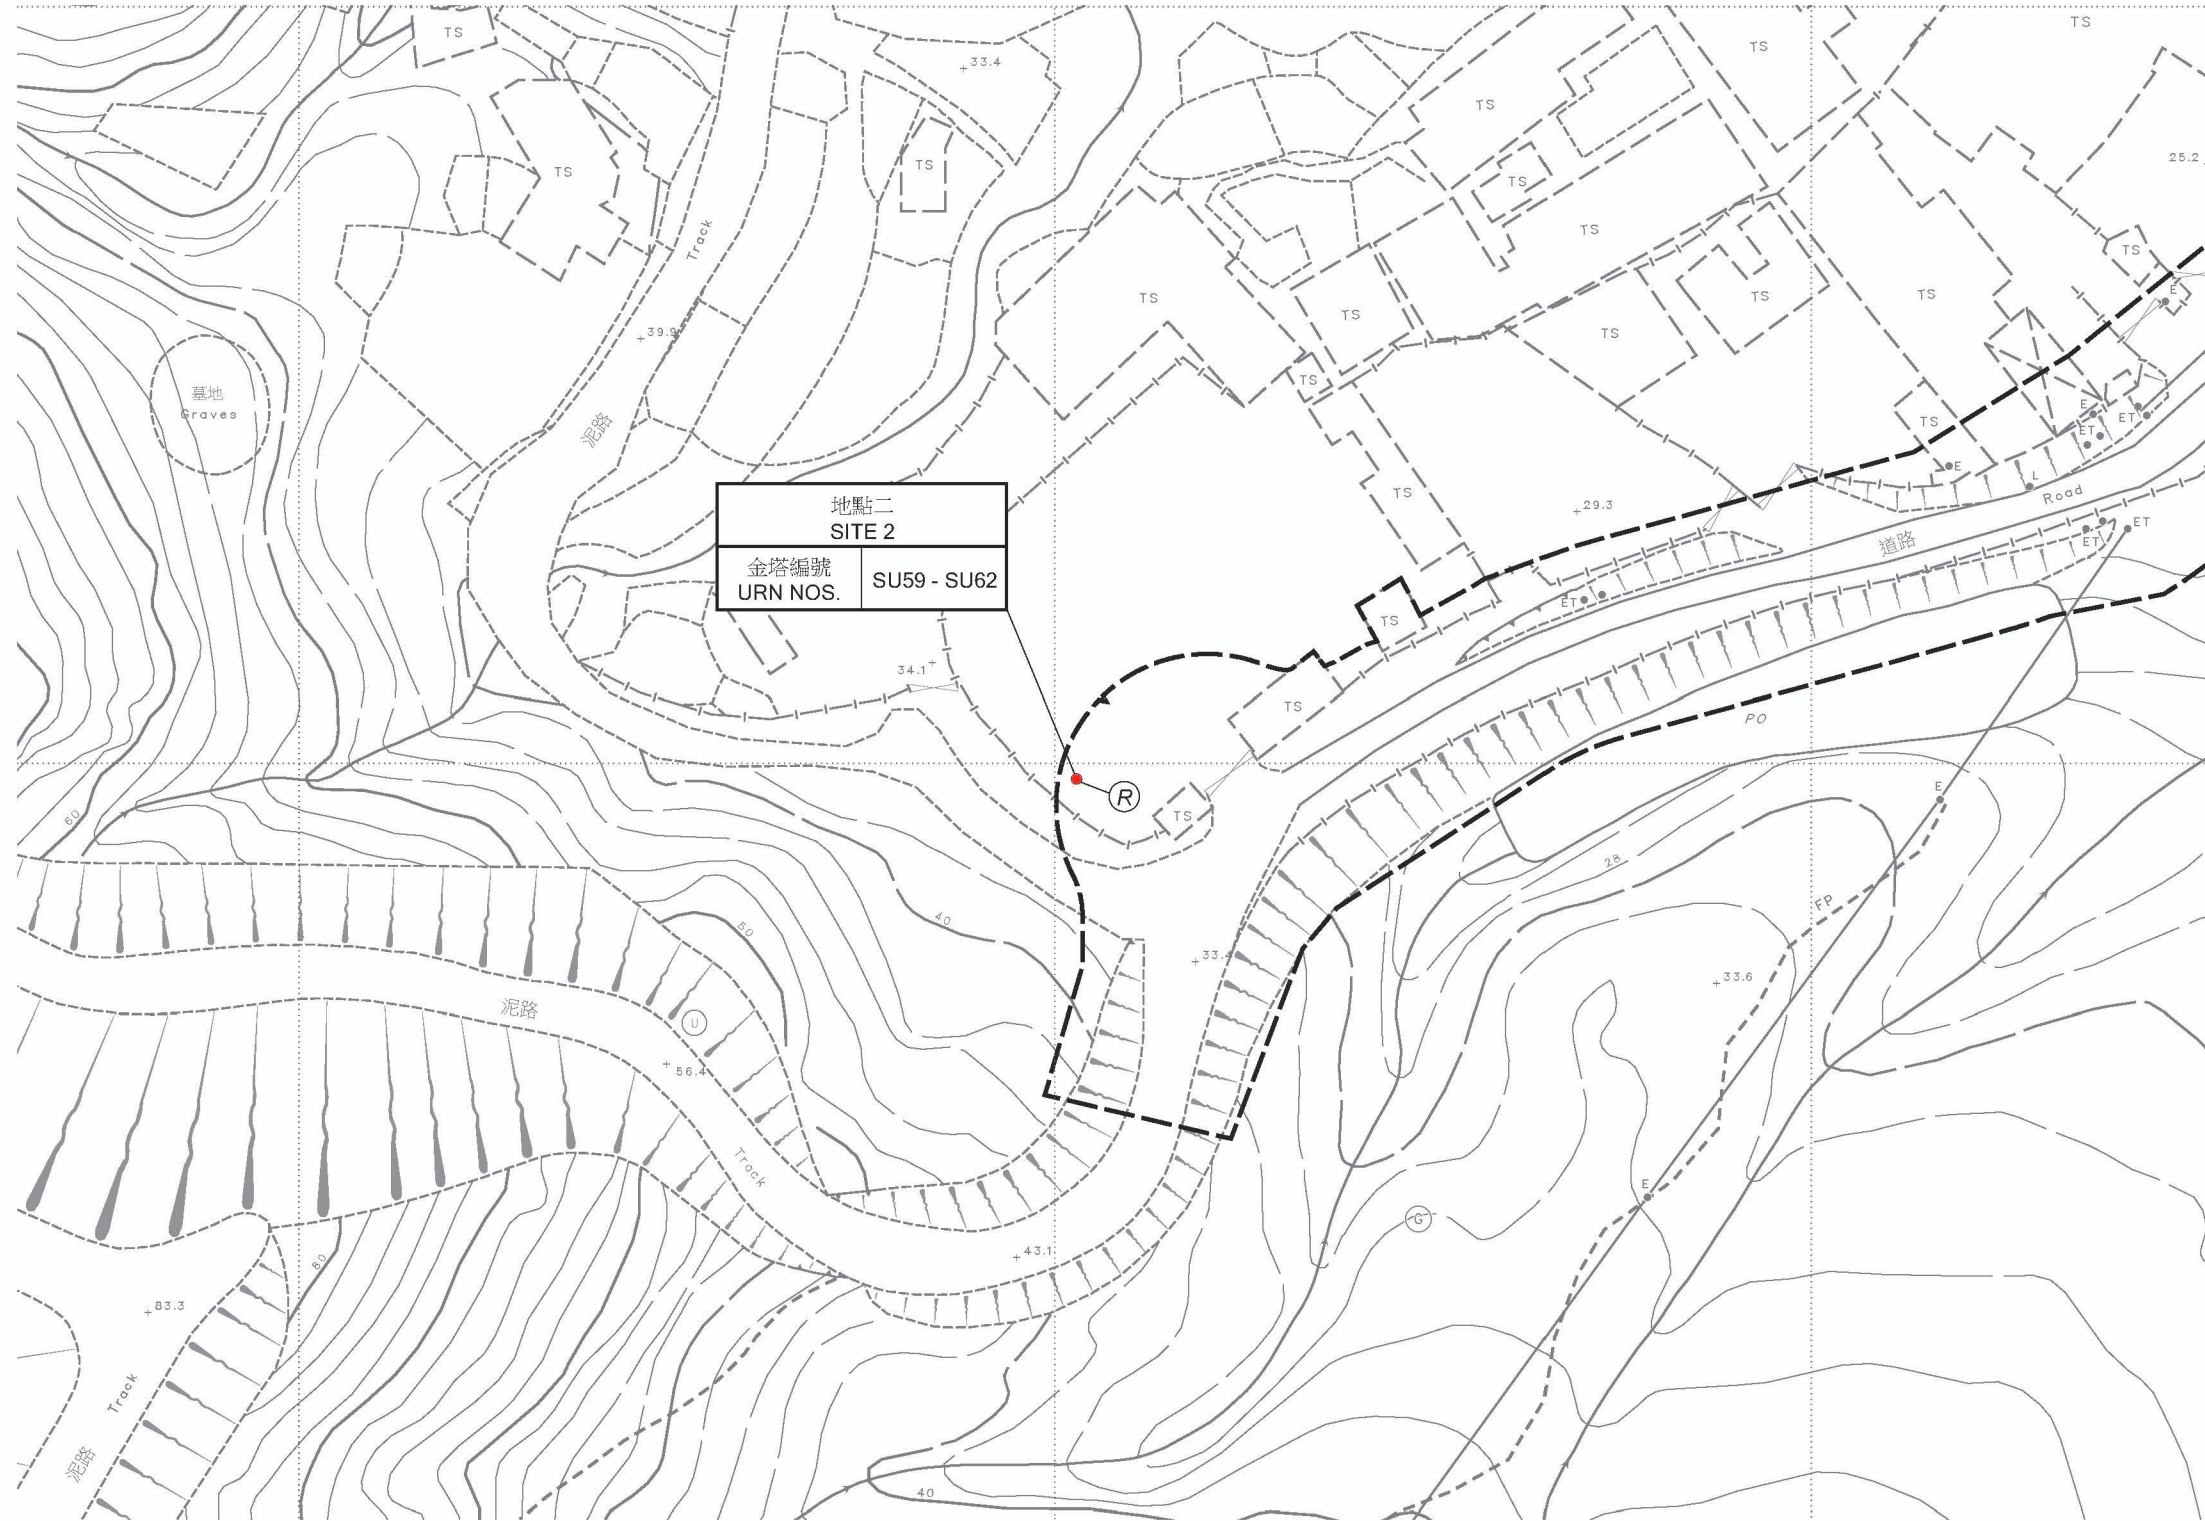 TS
TS
TS
33.4
TS
TS
25.2
TS
TS
TS
TS
Track
TS
TS
TS
TS
TS
E
39.9
TS
TS
墓地
Graves
TS
E
ET
TS
泥路
ET
E
L
TS
Road
地點二
SITE 2
29.3
ET
道路
ET
金塔編號
URN NOS.
SU59 - SU62
ET
TS
34.1
TS
PO
R
E
60
TS
28
FP
40
50
33.4
33.6
泥路
U
56.4
Track
E
G
43.1
80
83.3
Track
泥路
40